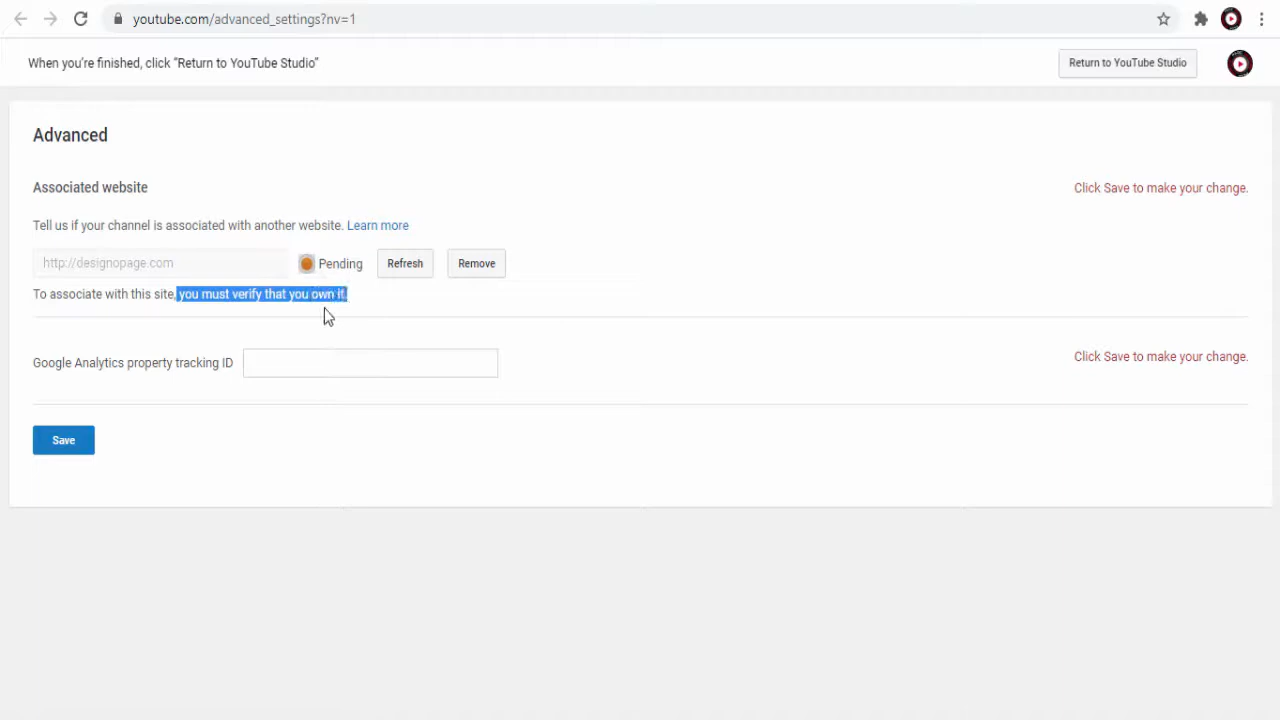 youtube.com/advanced_settings?nv=1
When you're finished, click “Return to YouTube Studio”
Return to YouTube Studio
Advanced
Associated website
Click Save to make your change.
Tell us if your channel is associated with another website. Learn more
http://designopage.com
Pending
Refresh
Remove
To associate with this site, you must verify that you own it.
Google Analytics property tracking ID
Click Save to make your change.
Save